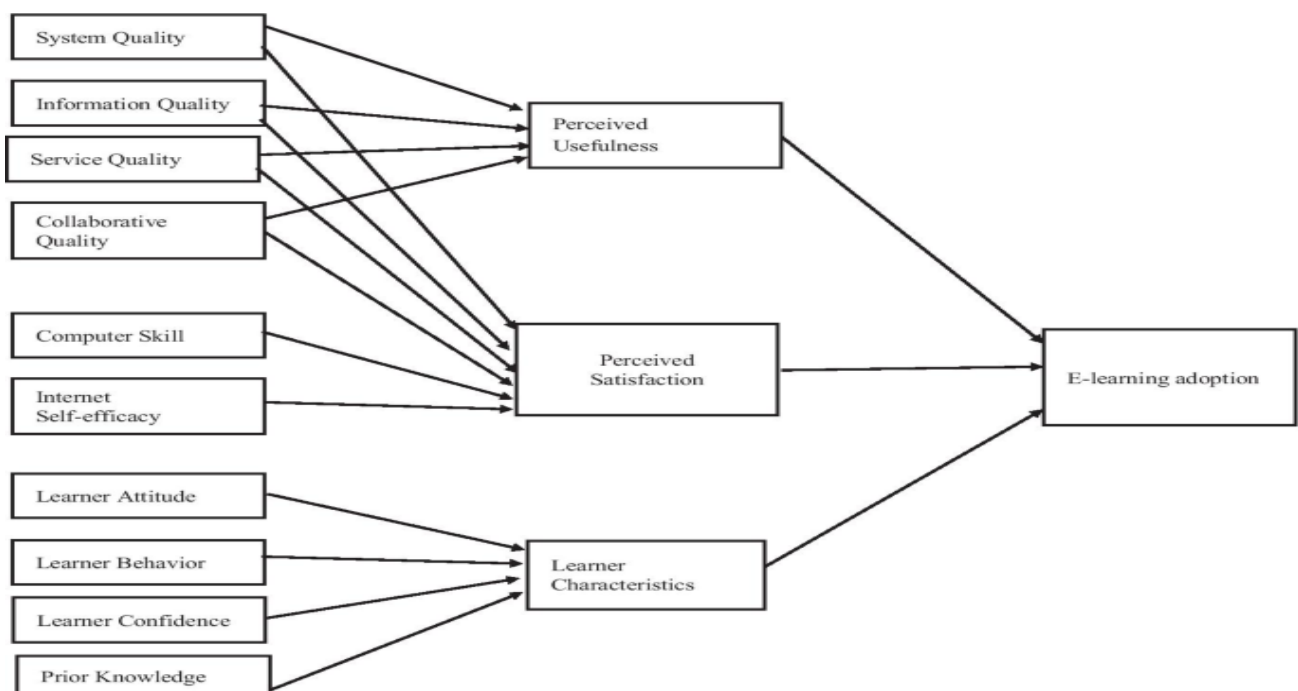 System Quality
Information Quality
Service Quality
Collaborative
Quality
Computer Skill
Internet
Self-efficacy
Learner Attitude
Learner Behavior
Learner Confidence
Prior Knowledge
Perceived
Usefulness
Perceived
Satisfaction
Learner
Characteristics
E-learning adoption